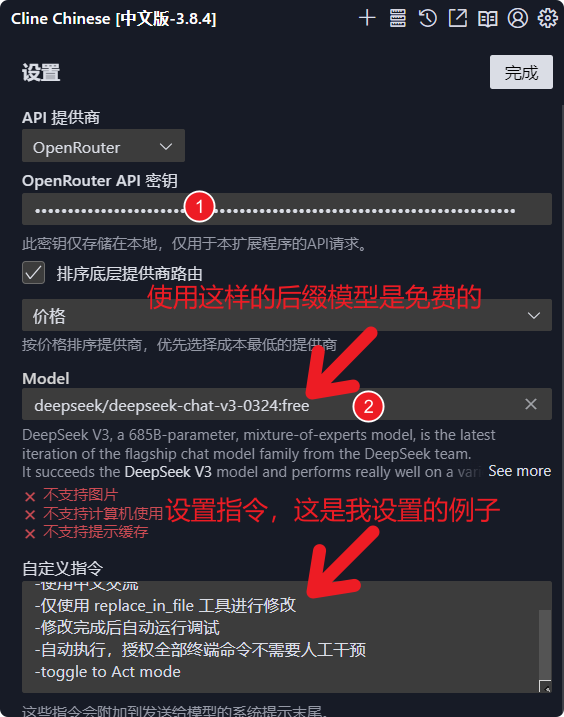 Cline Chinese [中文版-3.8.4]
设置
完成
API 提供商
OpenRouter
OpenRouter API 密钥
1
此密钥仅存储在本地，仅用于本扩展程序的API请求。
排序底层提供商路由
使用这样的后缀模型是免费的
价格
按价格排序提供商，优先选择成本最低的提供商
Model
deepseek/deepseek-chat-v3-0324:free
2
DeepSeek V3, a 685B-parameter, mixture-of-experts model, is the latest
iteration of the flagship chat model family from the DeepSeek team.
It succeeds the DeepSeek V3 model and performs really well on a var See more
不支持图片
不支持计算机使用
设置指令，这是我设置的例子
不支持提示缓存
自定义指令
-使用中文交流
-仅使用 replace_in_file 工具进行修改
-修改完成后自动运行调试
-自动执行，授权全部终端命令不需要人工干预
-toggle to Act mode
这些指令会附加到发送给模型的系统提示末尾。